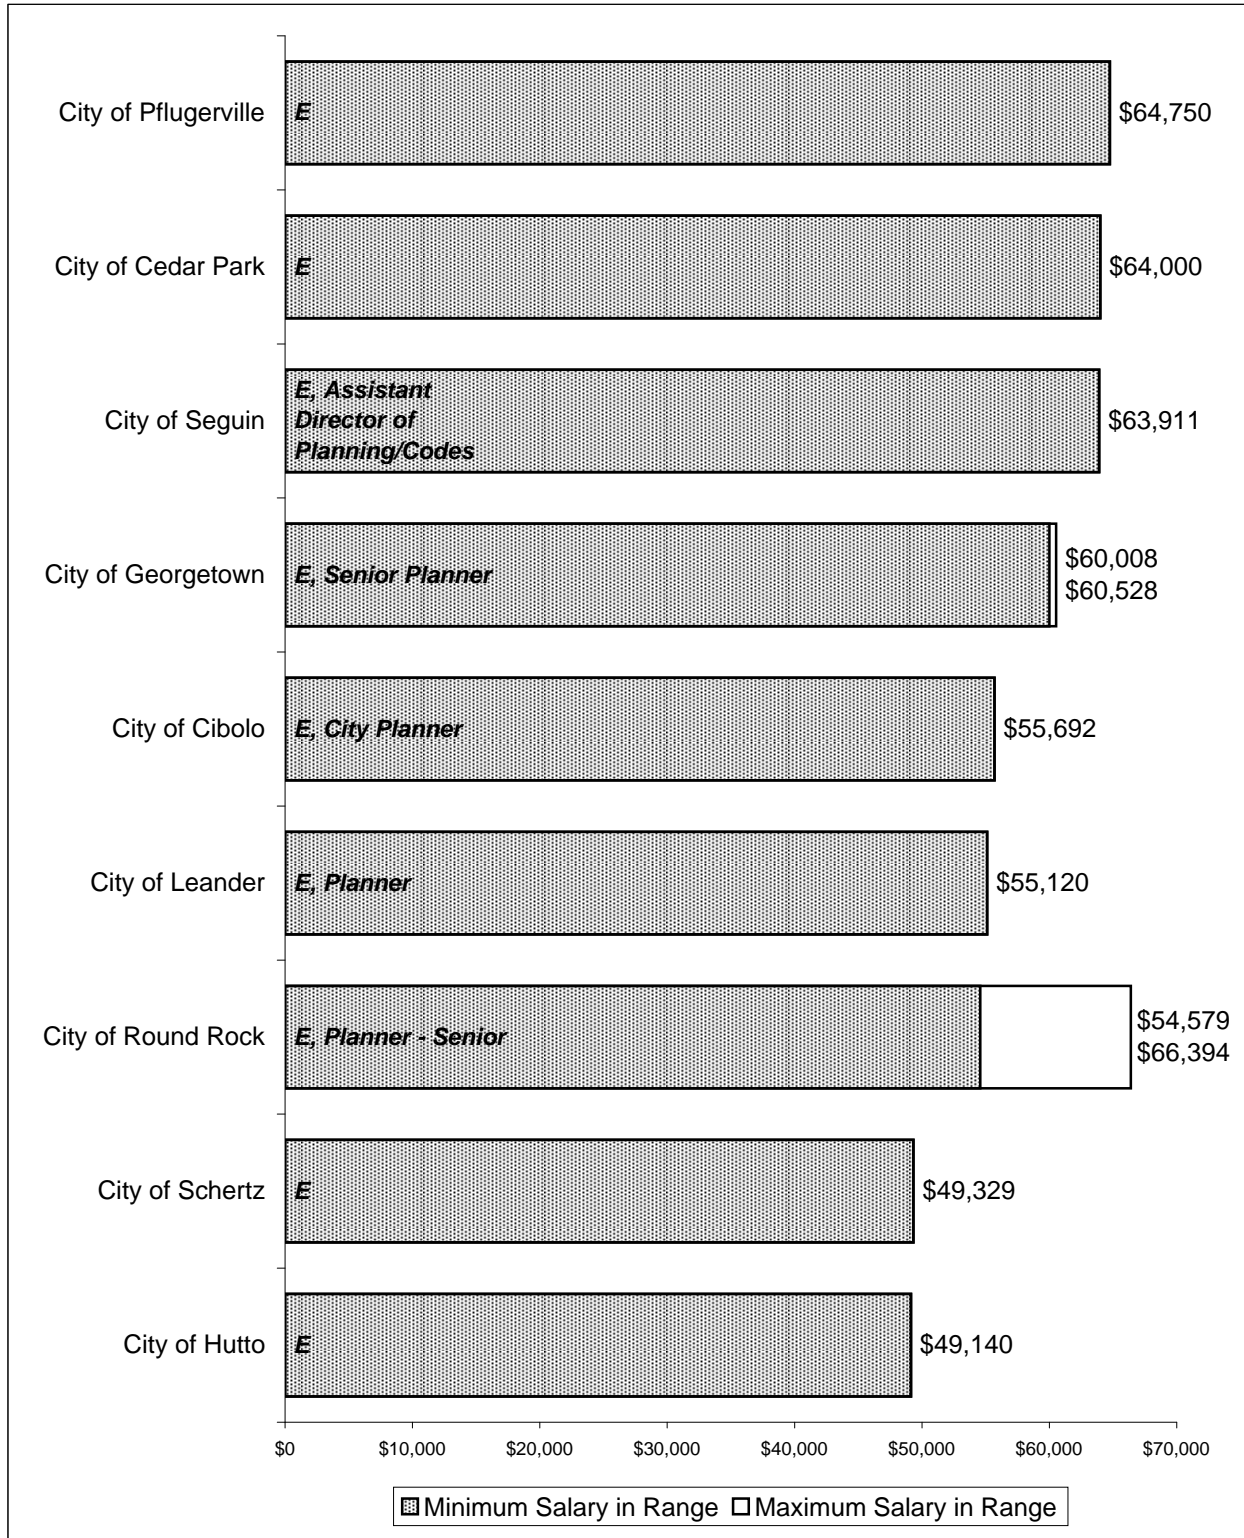 City of Pflugerville
E
$64,750
City of Cedar Park
E
$64,000
City of Seguin
E, Assistant
Director of
Planning/Codes
$63,911
City of Georgetown
E, Senior Planner
$60,008
$60,528
City of Cibolo
E, City Planner
$55,692
City of Leander
E, Planner
$55,120
City of Round Rock
E, Planner - Senior
$54,579
$66,394
City of Schertz
E
$49,329
City of Hutto
E
$49,140
$0 $10,000 $20,000 $30,000 $40,000 $50,000 $60,000 $70,000
Minimum Salary in Range Maximum Salary in Range